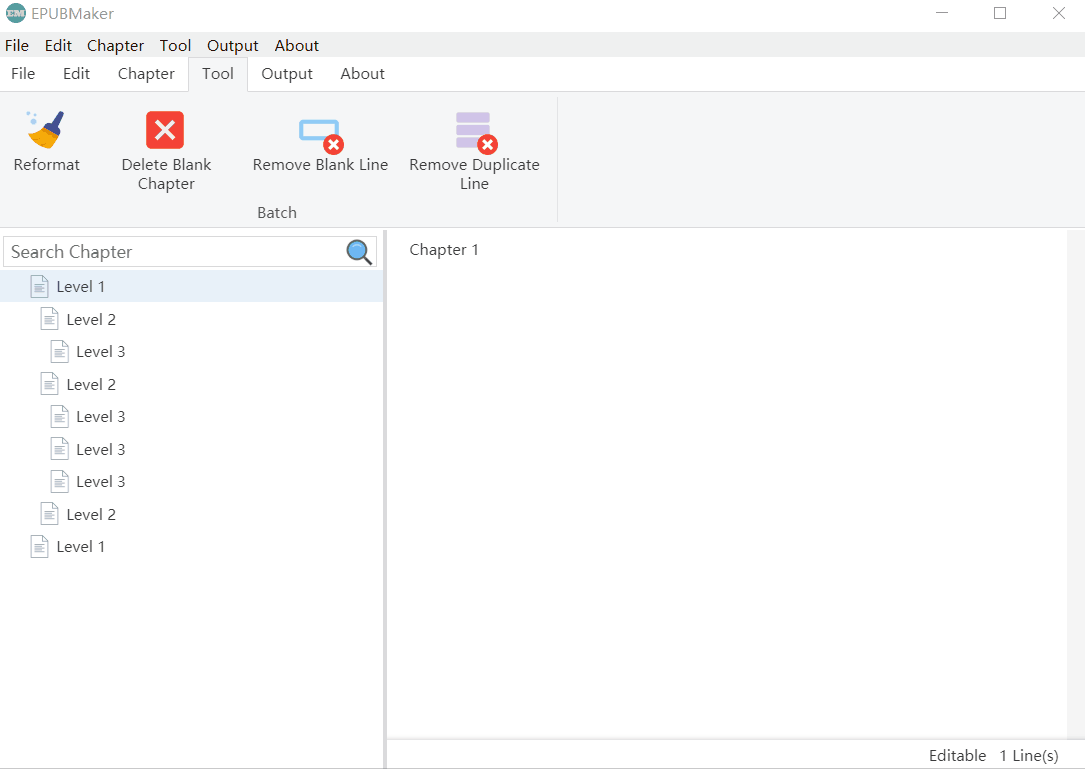 EM EPUBMaker
File Edit Chapter Tool Output About
File Edit Chapter Tool Output About
Reformat
Delete Blank
Chapter
Remove Blank Line
Remove Duplicate
Line
Batch
Search Chapter
Level 1
Level 2
Level 3
Level 2
Level 3
Level 3
Level 3
Level 2
Level 1
Chapter 1
Editable 1 Line(s)